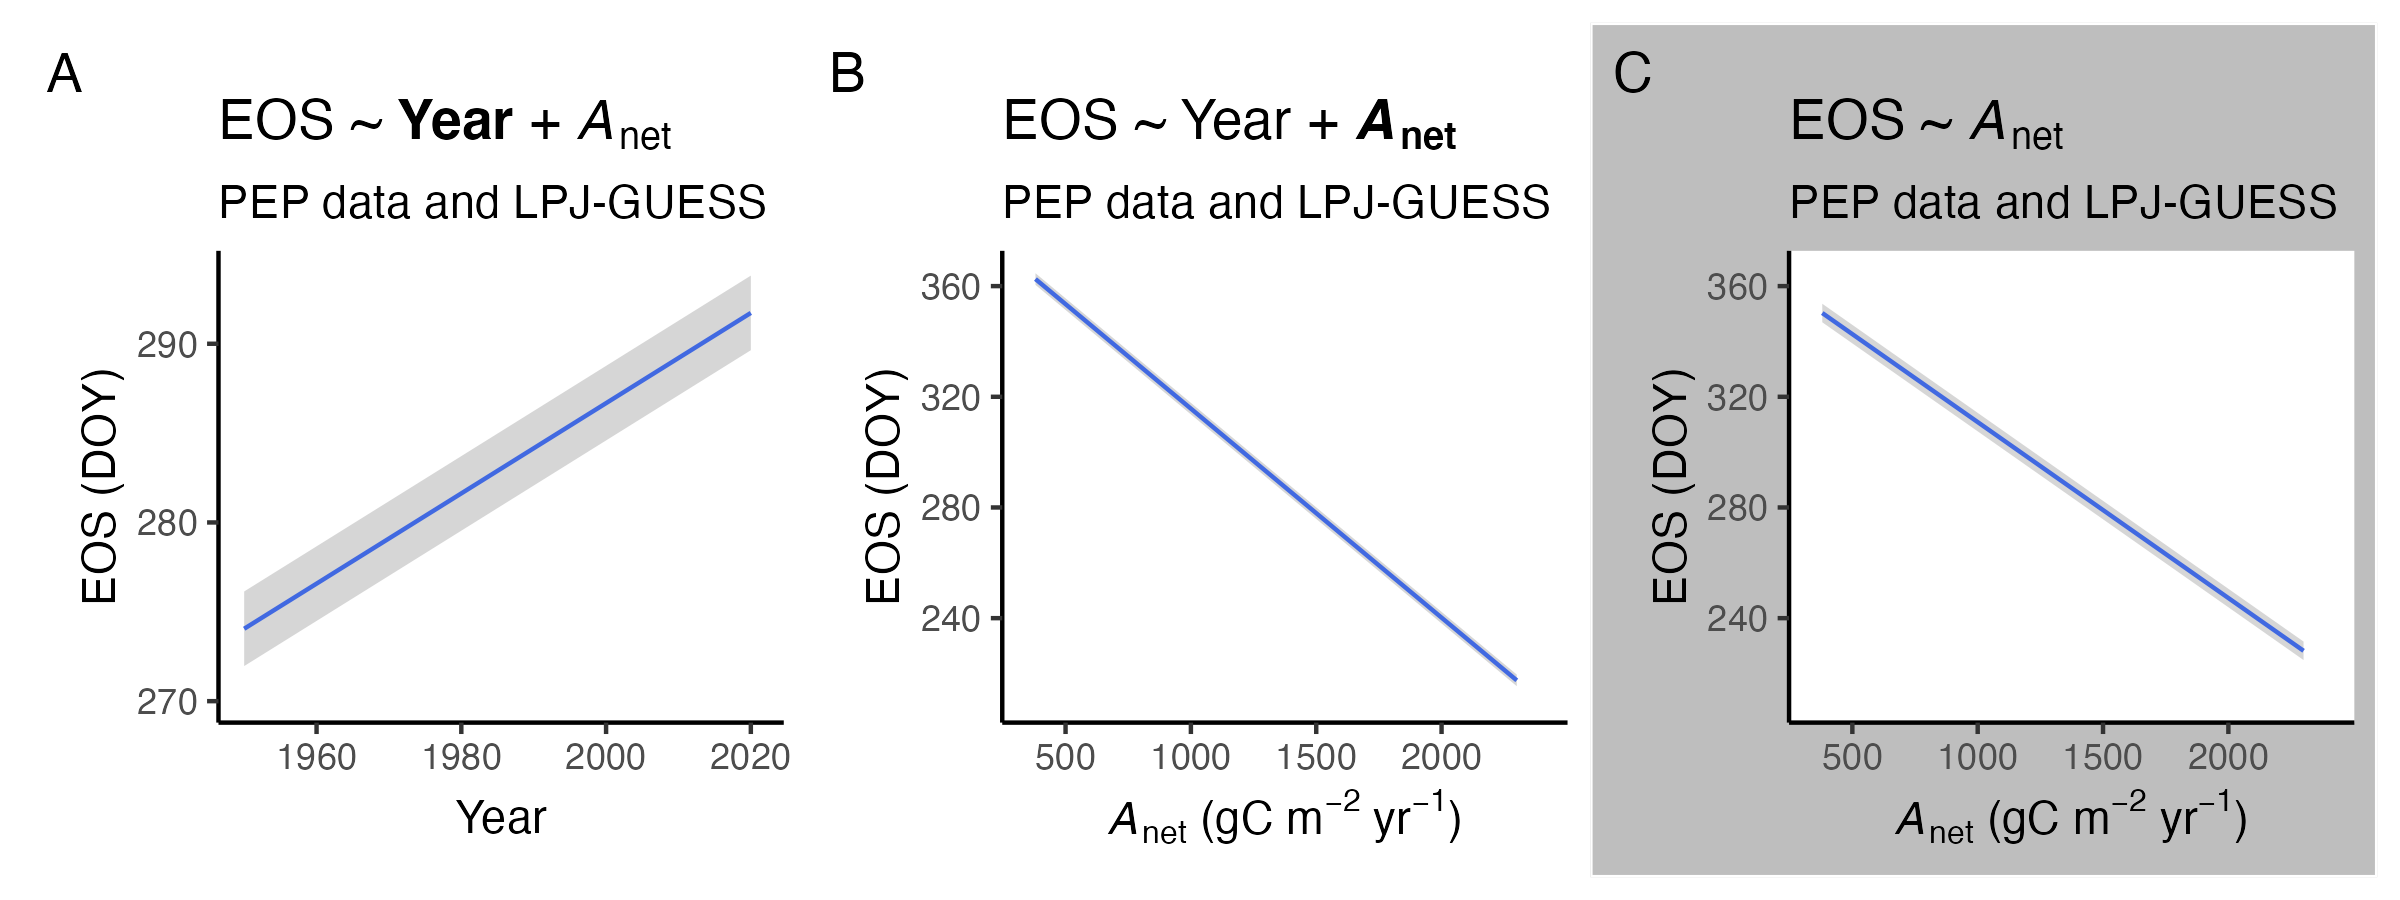 A
EOS ~ Year + Anet
PEP data and LPJ-GUESS
EOS (DOY)
290
280
270
1960 1980 2000 2020
Year
B
EOS ~ Year + Anet
PEP data and LPJ-GUESS
EOS (DOY)
360
320
280
240
500 1000 1500 2000
Anet (gC m−2 yr−1)
C
EOS ~ Anet
PEP data and LPJ-GUESS
EOS (DOY)
360
320
280
240
500 1000 1500 2000
Anet (gC m−2 yr−1)